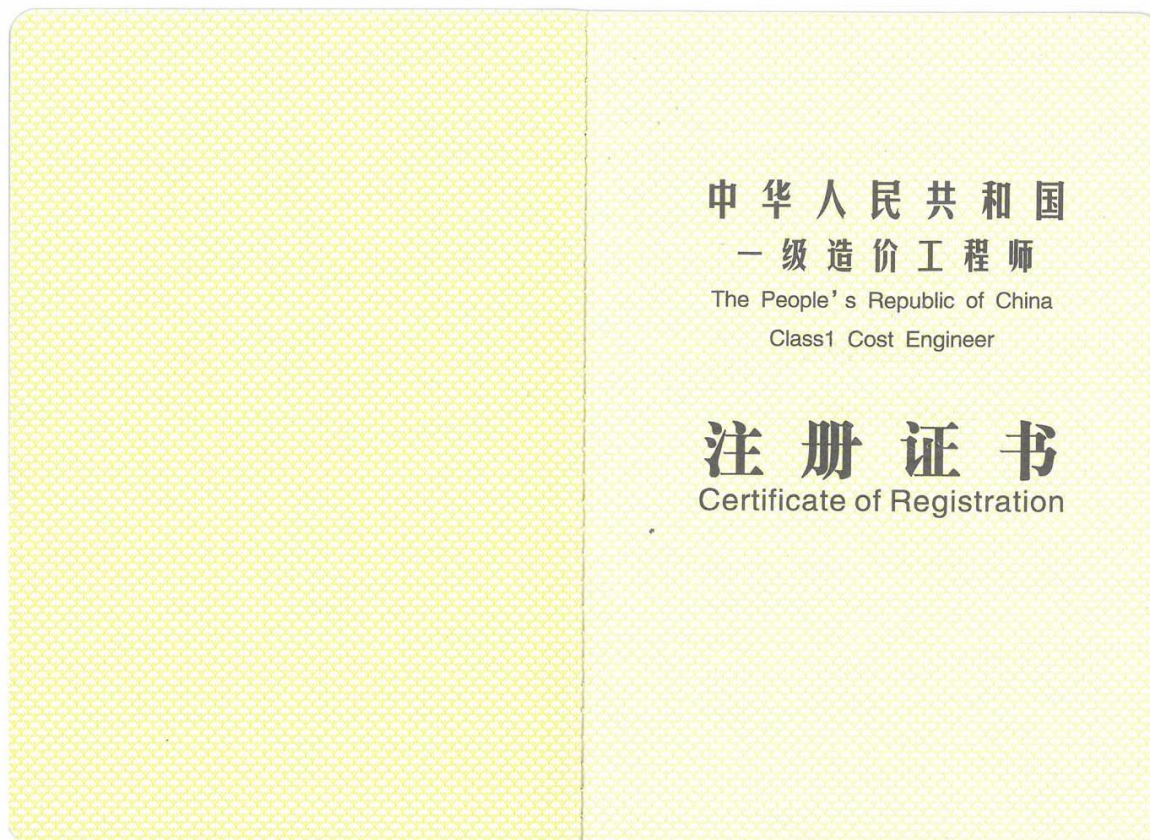 中华人民共和国
一级造价工程师
The People's Republic of China
Class1 Cost Engineer
注册证书
Certificate of Registration